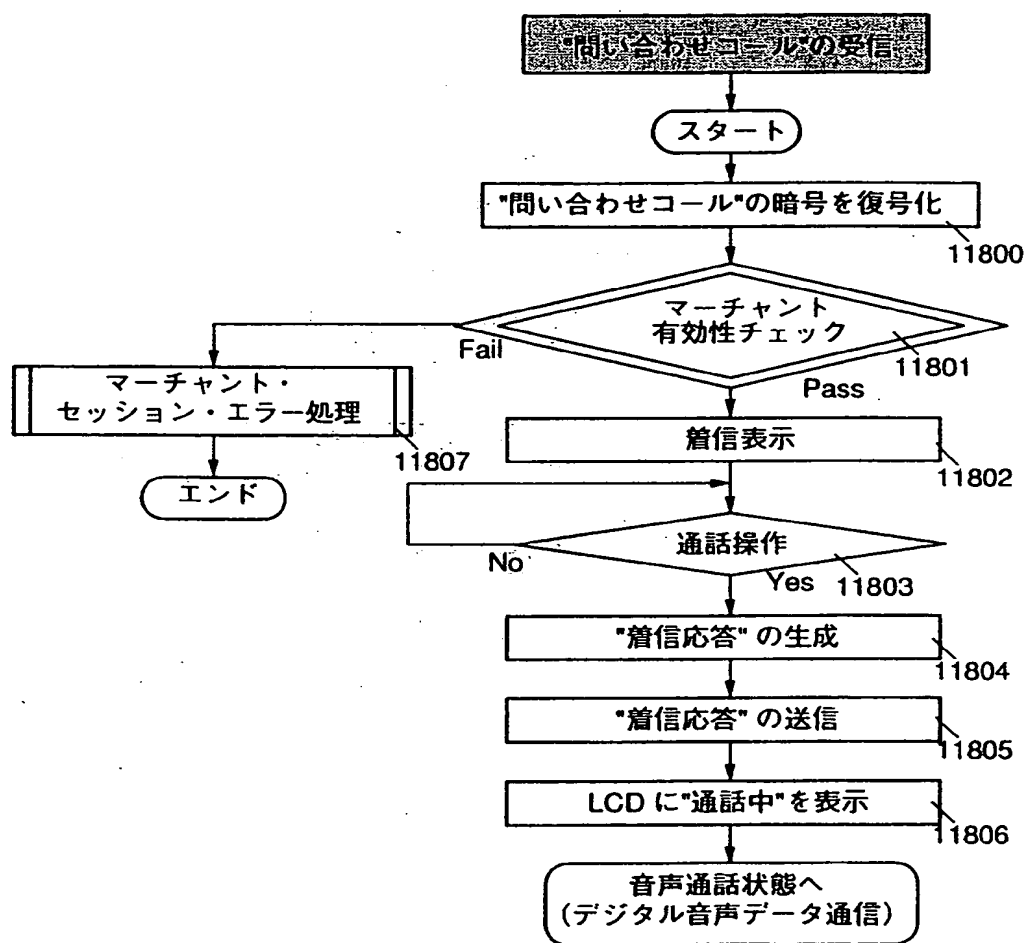 "問い合わせコール"の受信
スタート
"問い合わせコール"の暗号を復号化
11800
マーチャント
有効性チェック
11801
Fail
Pass
マーチャント・
セッション・エラー処理
11807
エンド
着信表示
11802
通話操作
11803
No
Yes
"着信応答" の生成
11804
"着信応答" の送信
11805
LCD に"通話中"を表示
11806
音声通話状態へ
(デジタル音声データ通信)